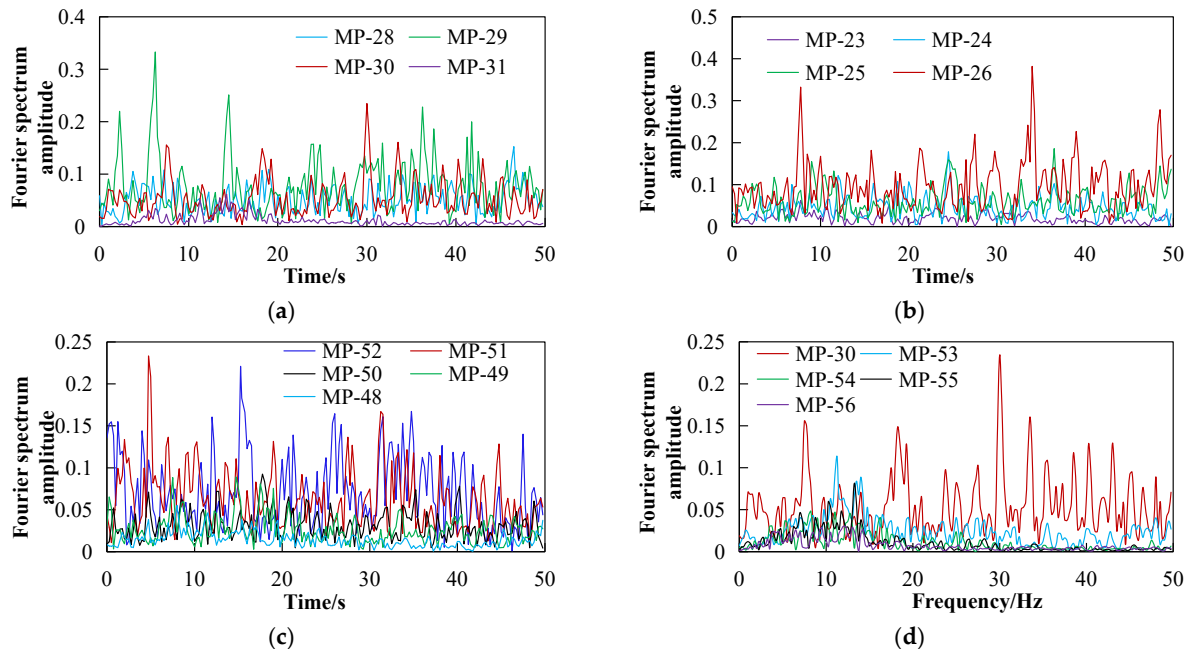 (a)
Fourier spectrum amplitude
0.4
0.3
0.2
0.1
0
MP-28 MP-29
MP-30 MP-31
0 10 20 30 40 50
Time/s
(b)
Fourier spectrum amplitude
0.5
0.4
0.3
0.2
0.1
0
MP-23 MP-24
MP-25 MP-26
0 10 20 30 40 50
Time/s
(c)
Fourier spectrum amplitude
0.25
0.2
0.15
0.1
0.05
0
MP-52 MP-51
MP-50 MP-49
MP-48
0 10 20 30 40 50
Time/s
(d)
Fourier spectrum amplitude
0.25
0.2
0.15
0.1
0.05
0
MP-30 MP-53
MP-54 MP-55
MP-56
0 10 20 30 40 50
Frequency/Hz